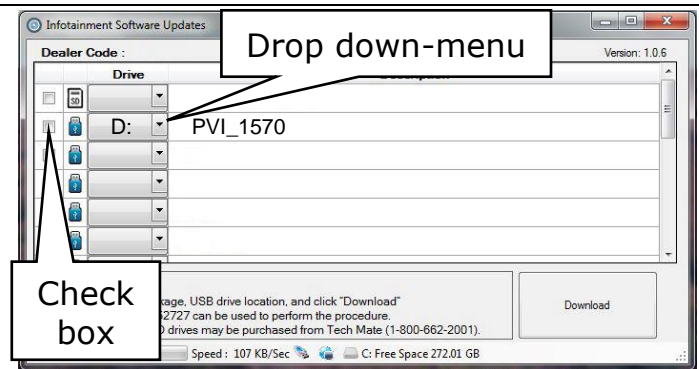 Infotainment Software Updates
Drop down-menu
Dealer Code :
Version: 1.0.6
Drive
SD
D: PVI_1570
Check
box
kage, USB drive location, and click "Download"
2727 can be used to perform the procedure.
drives may be purchased from Tech Mate (1-800-662-2001).
Download
Speed : 107 KB/Sec
C: Free Space 272.01 GB